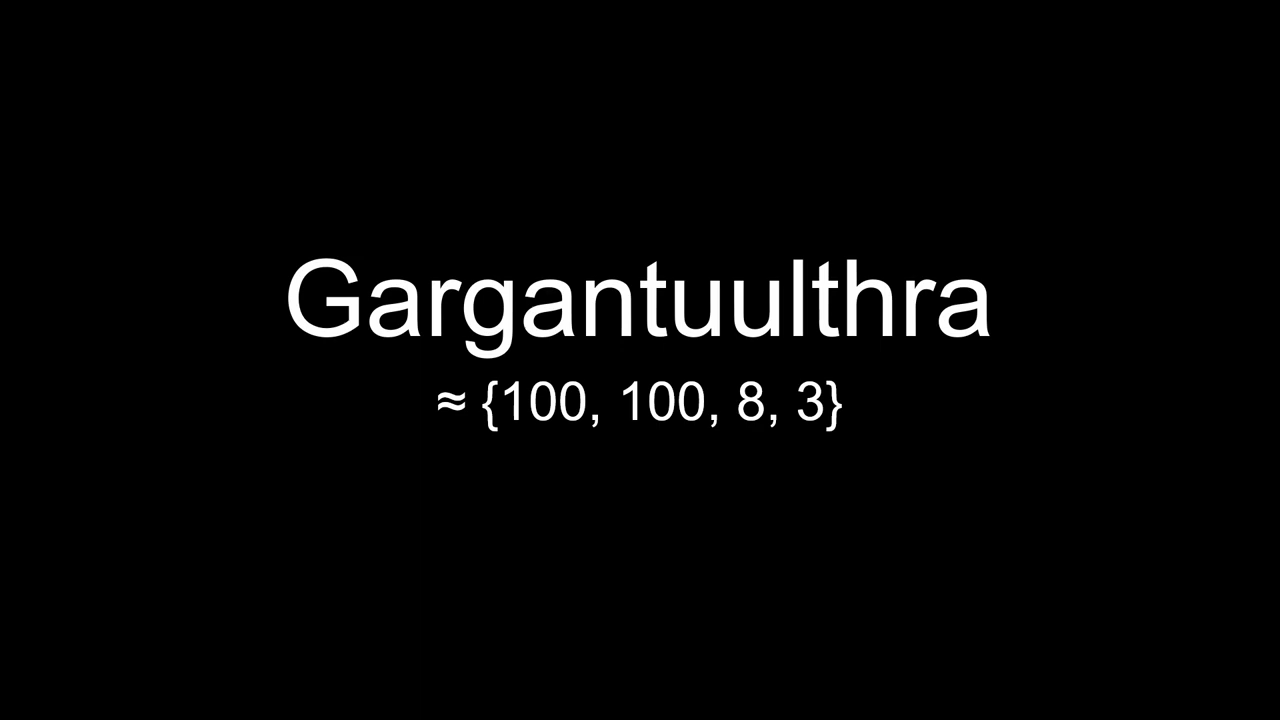 Gargantuulthra
≈ {100, 100, 8, 3}